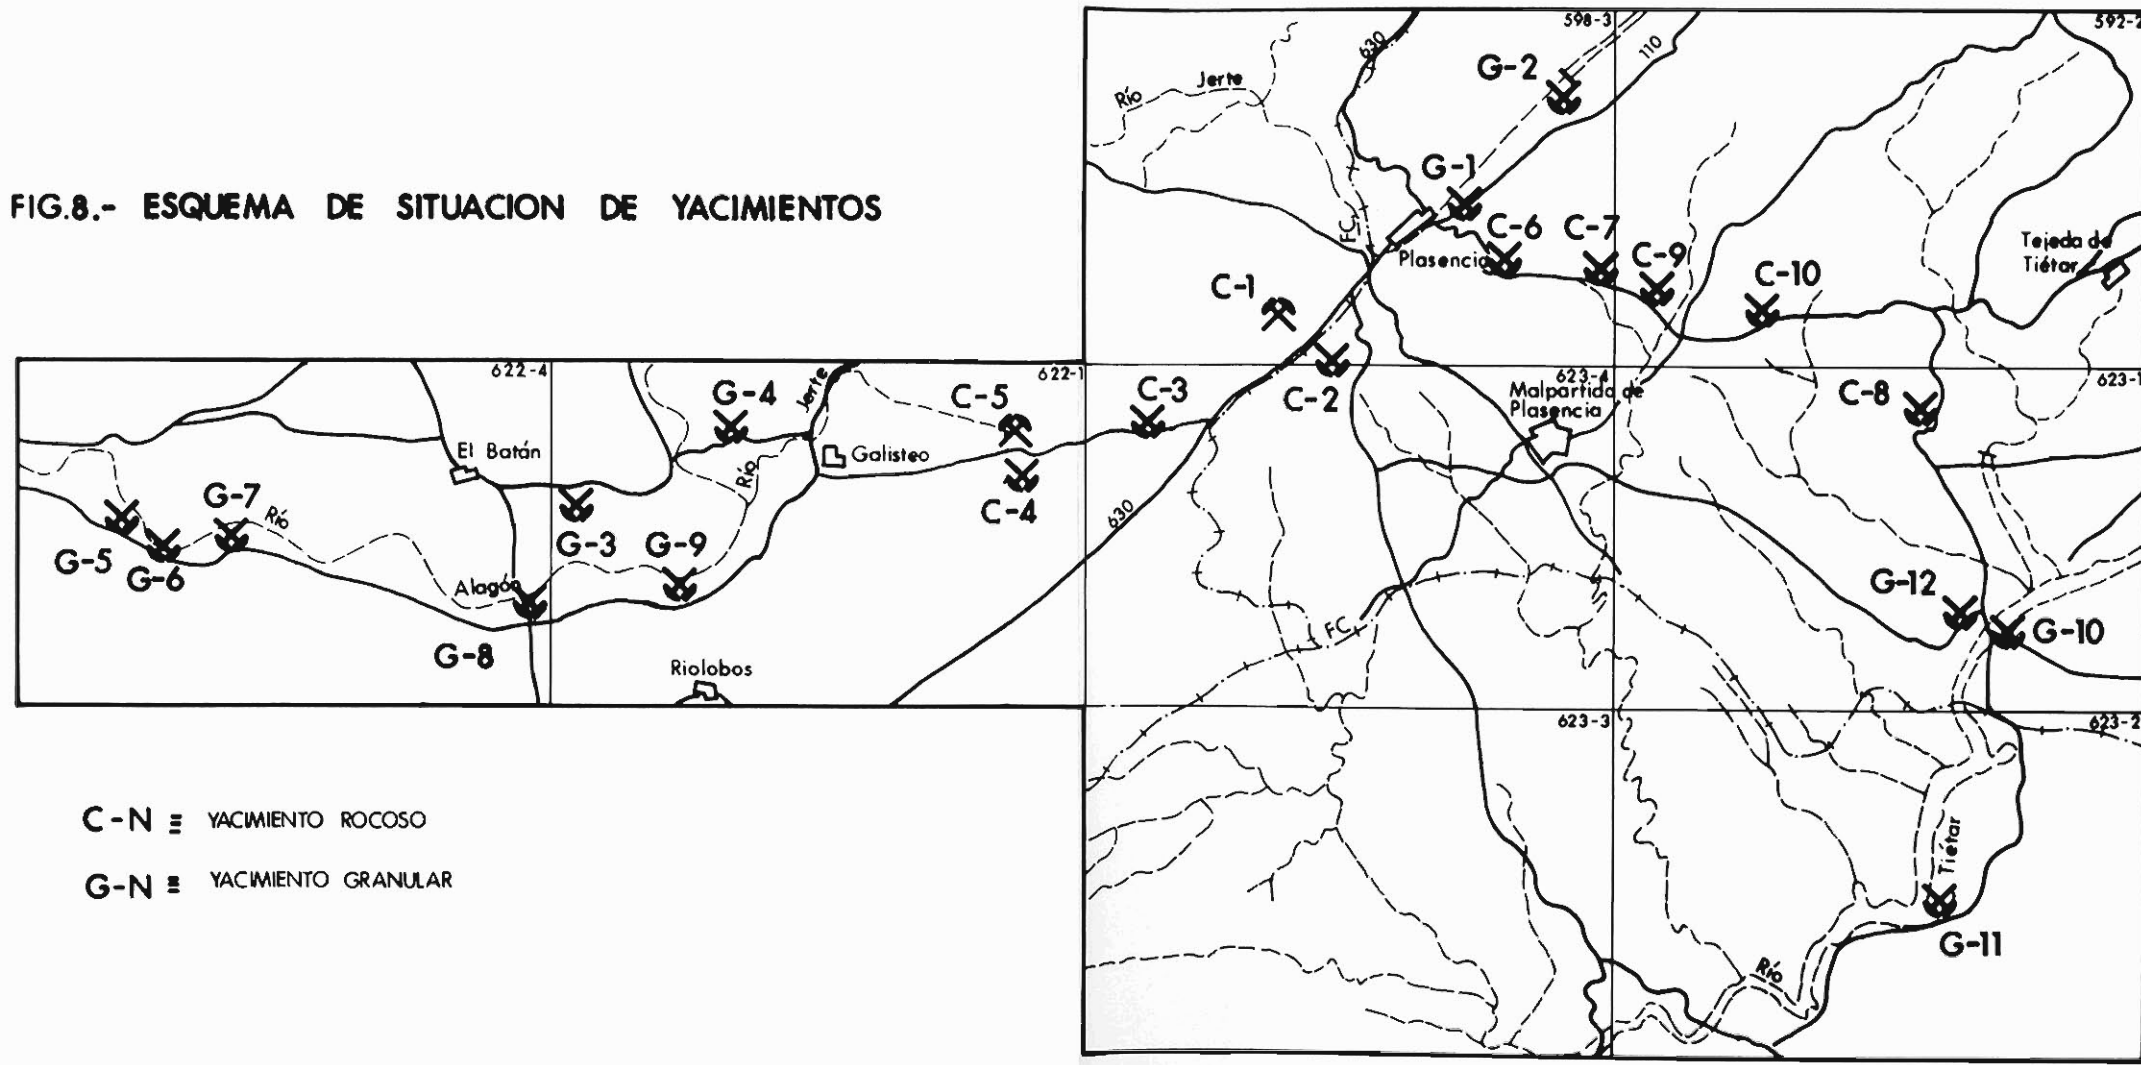 598-3
592-2
630
110
G-2
Río
Jerte
G-1
FIG.8.- ESQUEMA DE SITUACION DE YACIMIENTOS
FC
Plasencia
C-6
C-7
C-9
C-10
Tejeda de
Tiétar
C-1
622-4
622-1
623-4
623-1
Jerte
G-4
C-5
C-3
C-2
Malpartida de
Plasencia
C-8
El Batán
Río
Galisteo
C-4
630
G-7
Río
G-5
G-6
G-3
G-9
Alagón
G-8
Riolobos
FC
G-12
G-10
623-3
623-2
C-N ≡ YACIMIENTO ROCOSO
G-N ≡ YACIMIENTO GRANULAR
Tiétar
G-11
Río